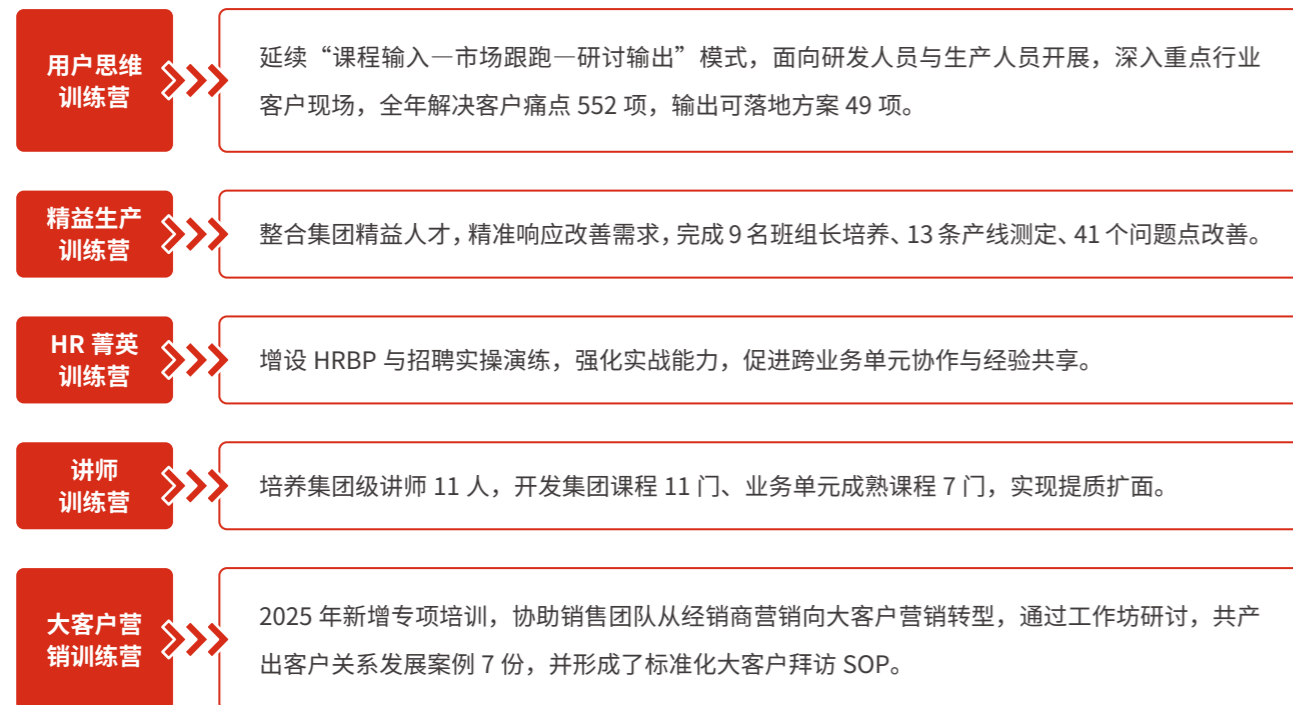 用户思维
训练营
延续“课程输入—市场跟跑—研讨输出”模式，面向研发人员与生产人员开展，深入重点行业
客户现场，全年解决客户痛点 552 项，输出可落地方案 49 项。
精益生产
训练营
整合集团精益人才，精准响应改善需求，完成 9 名班组长培养、13 条产线测定、41 个问题点改善。
HR 菁英
训练营
增设 HRBP 与招聘实操演练，强化实战能力，促进跨业务单元协作与经验共享。
讲师
训练营
培养集团级讲师 11 人，开发集团课程 11 门、业务单元成熟课程 7 门，实现提质扩面。
大客户营
销训练营
2025 年新增专项培训，协助销售团队从经销商营销向大客户营销转型，通过工作坊研讨，共产
出客户关系发展案例 7 份，并形成了标准化大客户拜访 SOP。